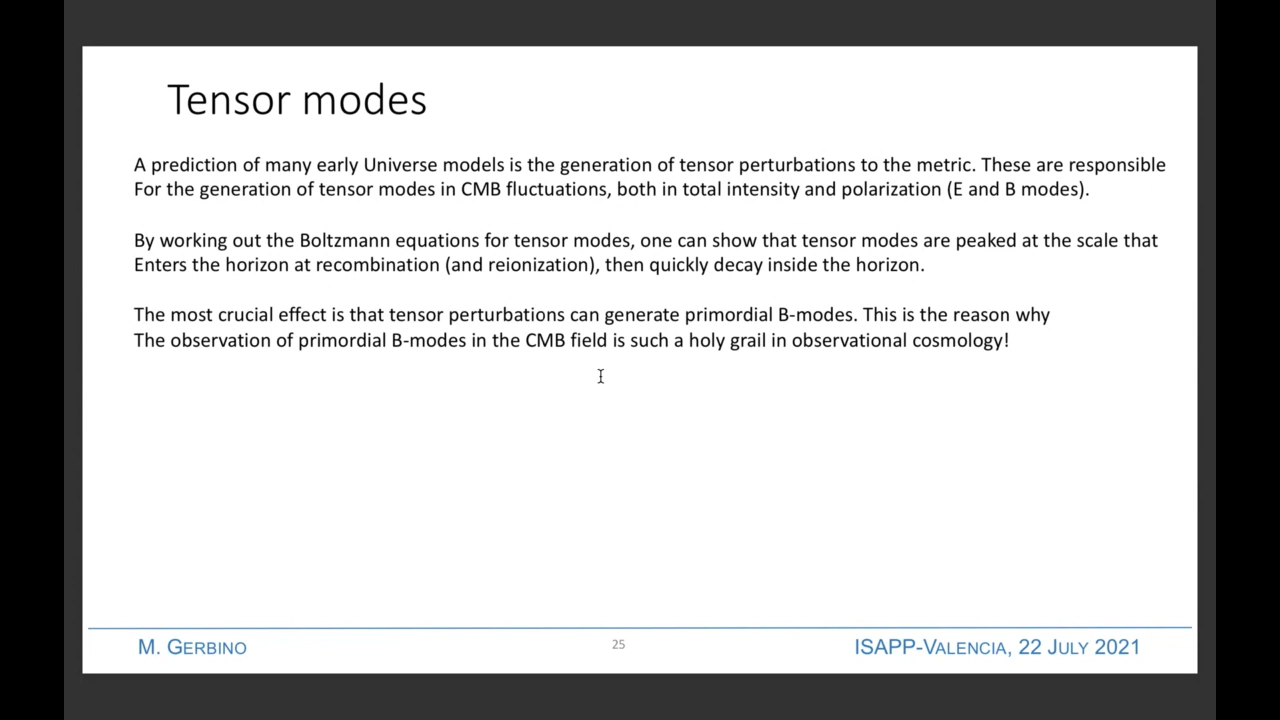 Tensor modes
A prediction of many early Universe models is the generation of tensor perturbations to the metric. These are responsible
For the generation of tensor modes in CMB fluctuations, both in total intensity and polarization (E and B modes).
By working out the Boltzmann equations for tensor modes, one can show that tensor modes are peaked at the scale that
Enters the horizon at recombination (and reionization), then quickly decay inside the horizon.
The most crucial effect is that tensor perturbations can generate primordial B-modes. This is the reason why
The observation of primordial B-modes in the CMB field is such a holy grail in observational cosmology!
M. GERBINO
25
ISAPP-VALENCIA, 22 JULY 2021